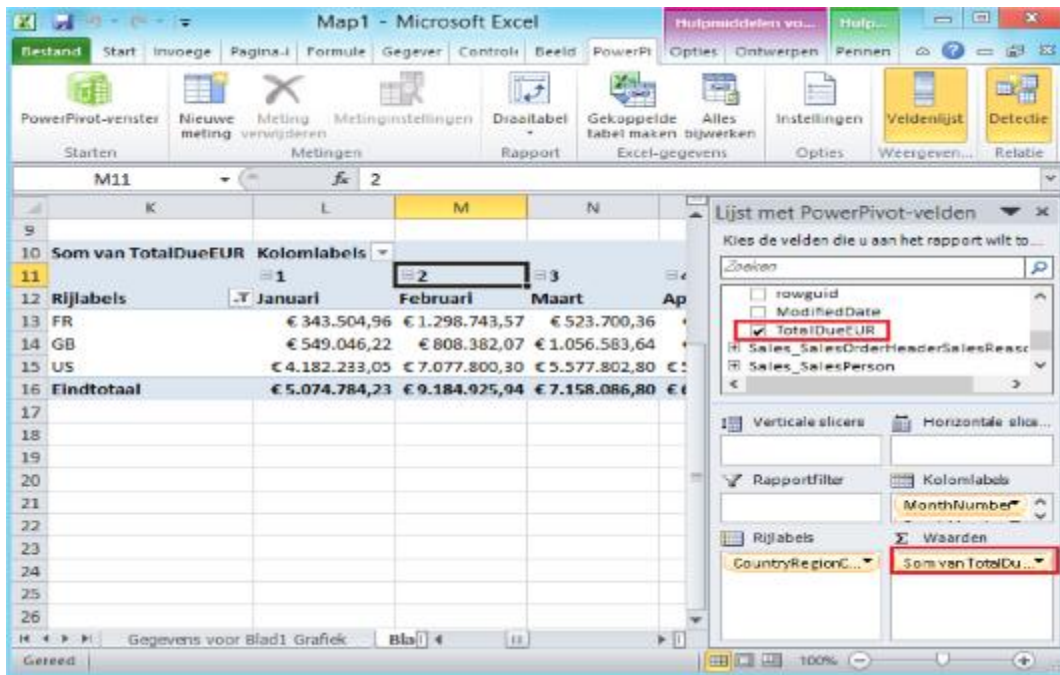 Map1 - Microsoft Excel
Hulpmiddelen vo... Hulp...
Bestand Start Invoege Pagina-i Formule Gegever Controle Beeld PowerPi Opties Ontwerpen Pennen
PowerPivot-venster Nieuwe meting Meting verwijderen Metinginstellingen Draaitabel Gekoppelde tabel maken Alles bijwerken Instellingen Veldenlijst Detectie
Starten Metingen Rapport Excel-gegevens Opties Weergeven... Relatie
M11 fx 2
K L M N
9
10 Som van TotalDueEUR Kolomlabels
11 1 2 3
12 Rijlabels Januari Februari Maart Ap
13 FR € 343.504,96 € 1.298.743,57 € 523.700,36
14 GB € 549.046,22 € 808.382,07 € 1.056.583,64
15 US € 4.182.233,05 € 7.077.800,30 € 5.577.802,80
16 Eindtotaal € 5.074.784,23 € 9.184.925,94 € 7.158.086,80
17
18
19
20
21
22
23
24
25
26
Gegevens voor Blad1 Grafiek Bla
Gereed 100%
Lijst met PowerPivot-velden
Kies de velden die u aan het rapport wilt to...
Zoeken
rowguid
ModifiedDate
TotalDueEUR
Sales_SalesOrderHeaderSalesReasc
Sales_SalesPerson
Verticale slicers Horizontale slice...
Rapportfilter Kolomlabels
MonthNumber
Rijlabels Σ Waarden
CountryRegionC... Som van TotalDu...